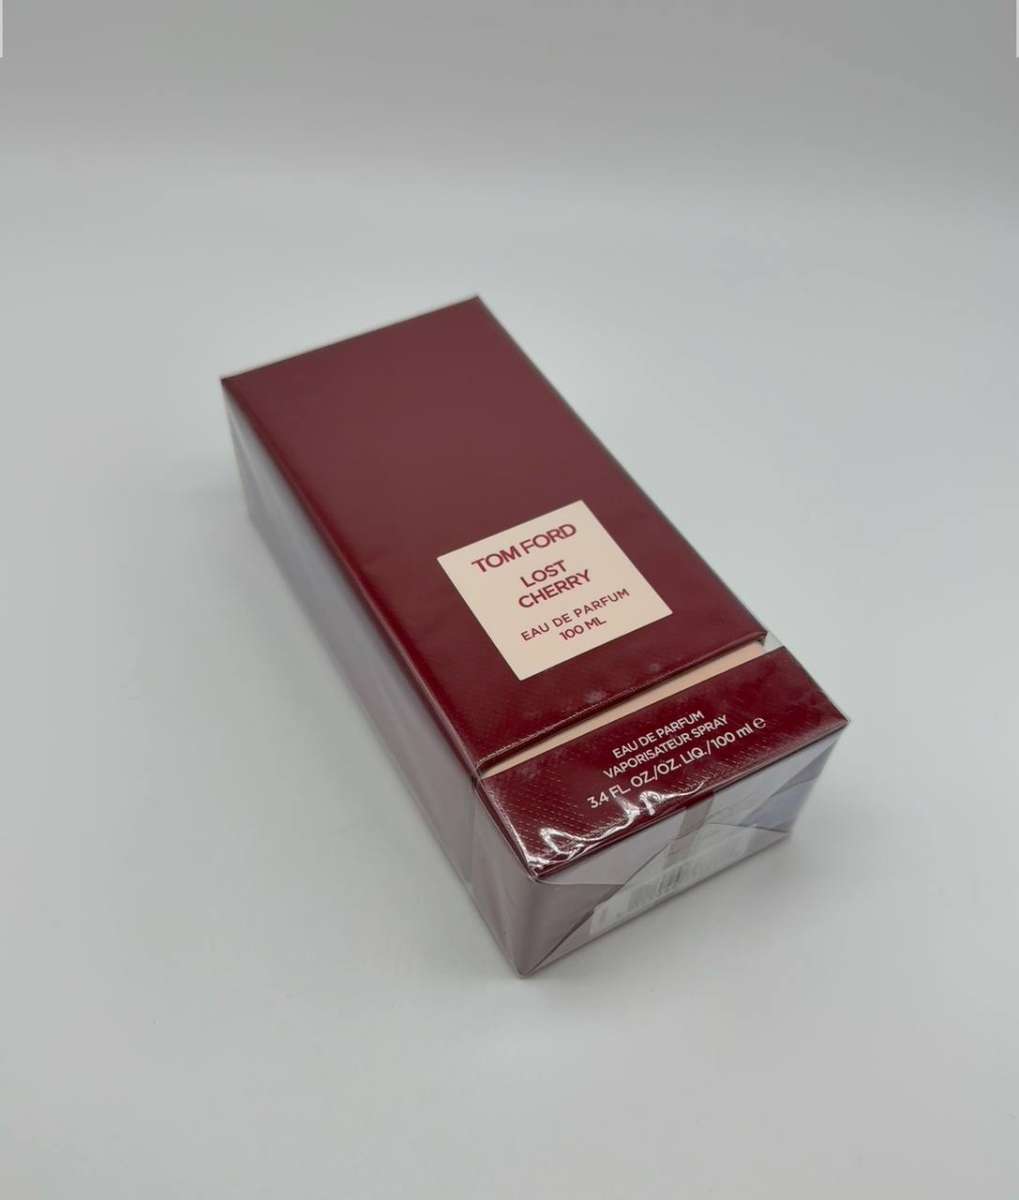 TOM FORD
LOST
CHERRY
EAU DE PARFUM
100 ML
EAU DE PARFUM
VAPORISATEUR SPRAY
3.4 FL. OZ./OZ. LIQ./100 ml ℮